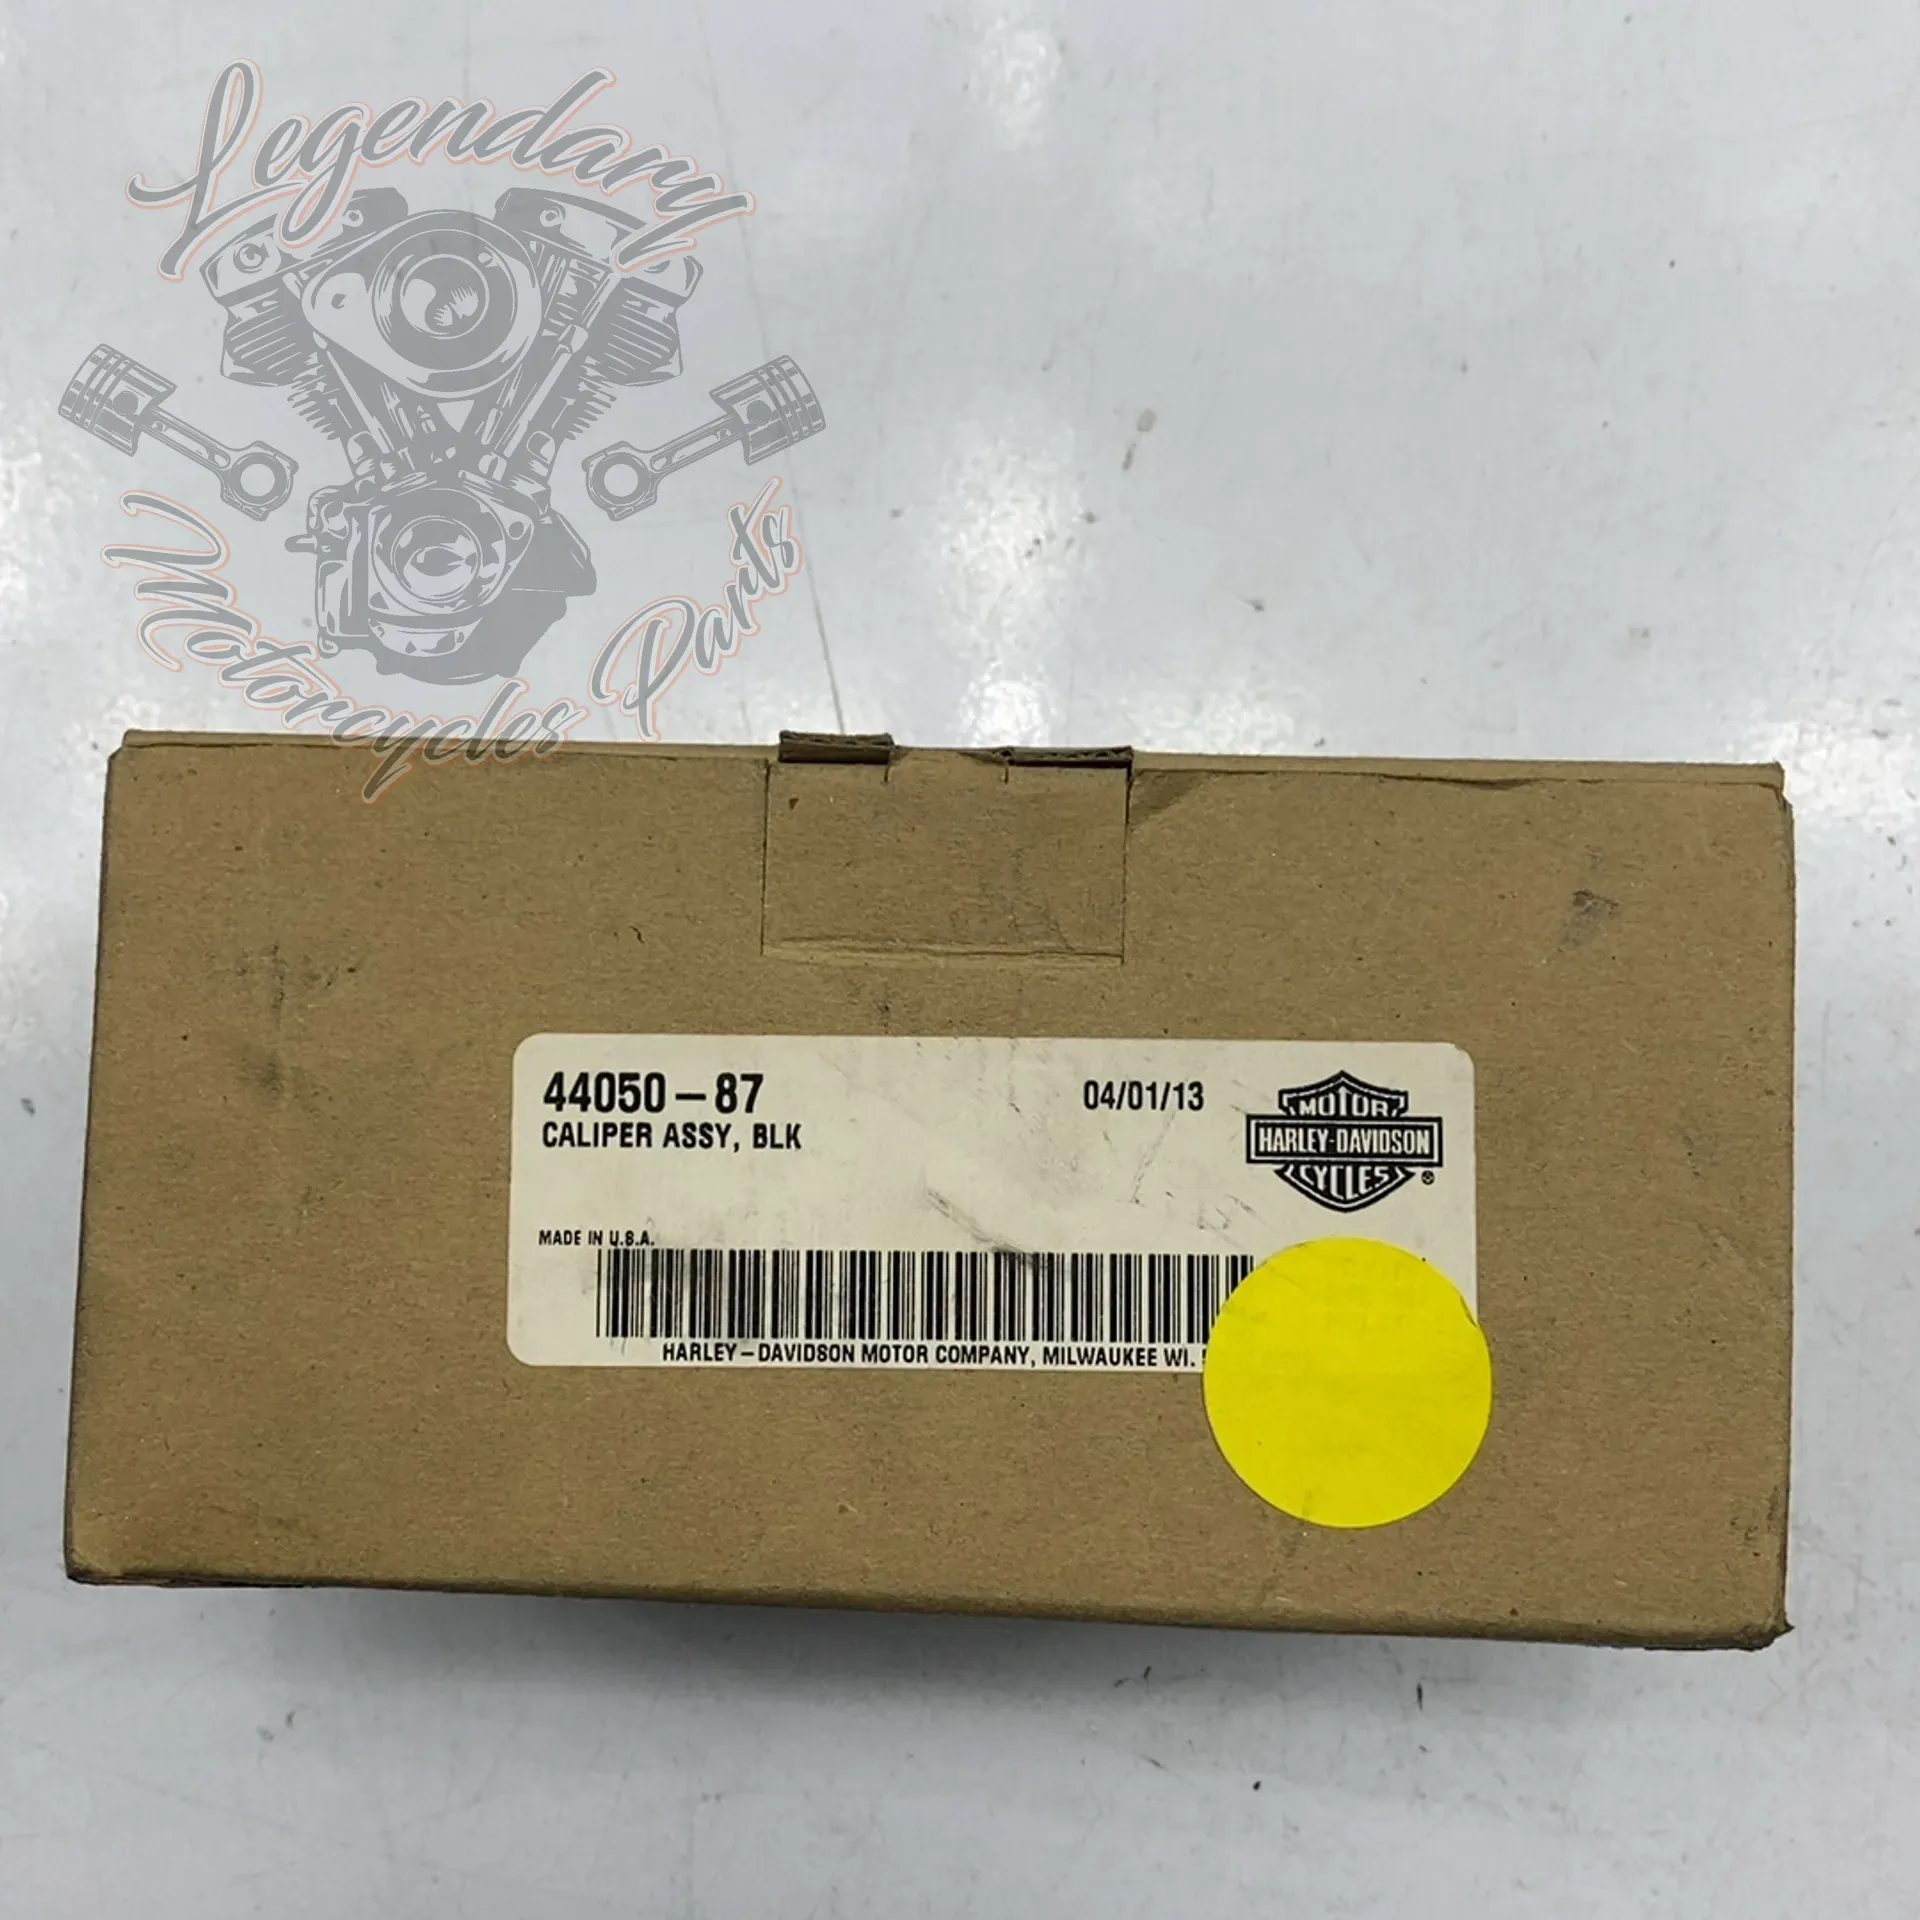 Legendary
Motorcycles Parts
44050-87
04/01/13
CALIPER ASSY, BLK
MOTOR
HARLEY-DAVIDSON
CYCLES
®
MADE IN U.S.A.
HARLEY-DAVIDSON MOTOR COMPANY, MILWAUKEE WI.